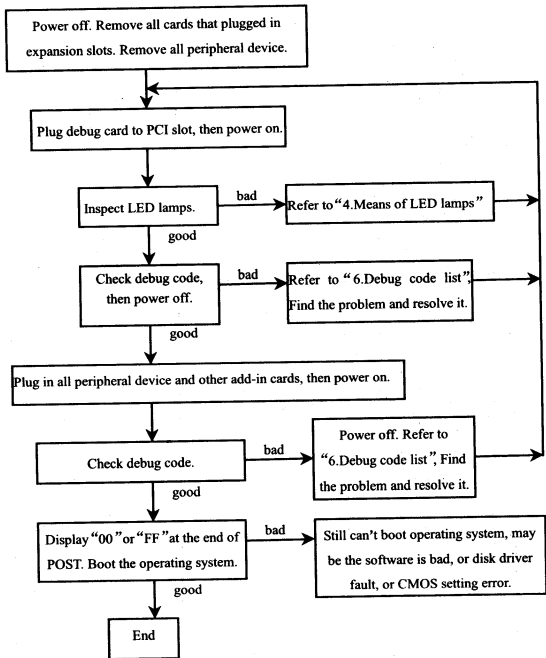 Power off. Remove all cards that plugged in
expansion slots. Remove all peripheral device.
Plug debug card to PCI slot, then power on.
Inspect LED lamps.
bad
Refer to“4.Means of LED lamps”
good
Check debug code,
then power off.
bad
Refer to “6.Debug code list”,
Find the problem and resolve it.
good
Plug in all peripheral device and other add-in cards, then power on.
Check debug code.
bad
Power off. Refer to
“6.Debug code list”, Find
the problem and resolve it.
good
Display “00” or “FF” at the end of
POST. Boot the operating system.
bad
Still can’t boot operating system, may
be the software is bad, or disk driver
fault, or CMOS setting error.
good
End